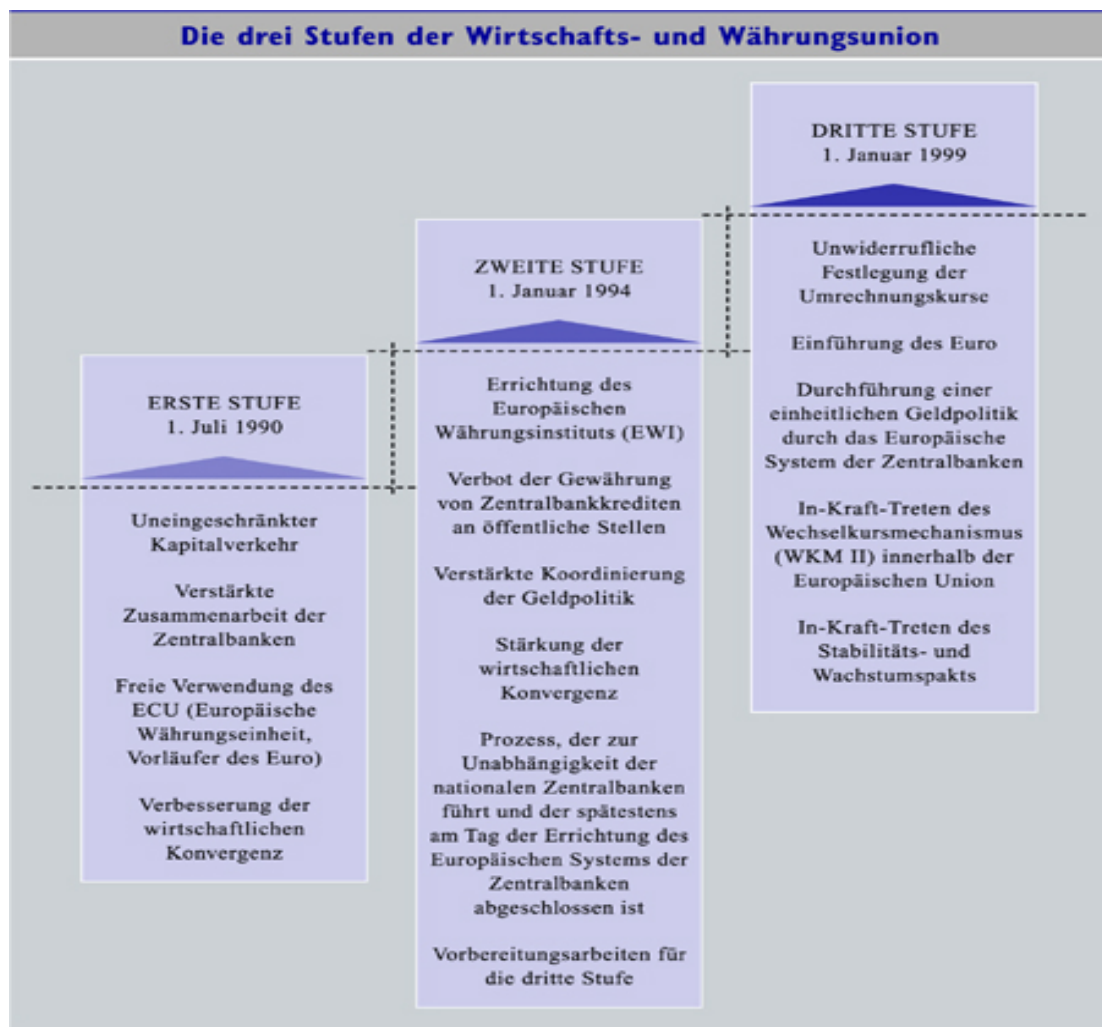 Die drei Stufen der Wirtschafts- und Währungsunion
ERSTE STUFE
1. Juli 1990
Uneingeschränkter
Kapitalverkehr
Verstärkte
Zusammenarbeit der
Zentralbanken
Freie Verwendung des
ECU (Europäische
Währungseinheit,
Vorläufer des Euro)
Verbesserung der
wirtschaftlichen
Konvergenz
ZWEITE STUFE
1. Januar 1994
Errichtung des
Europäischen
Währungsinstituts (EWI)
Verbot der Gewährung
von Zentralbankkrediten
an öffentliche Stellen
Verstärkte Koordinierung
der Geldpolitik
Stärkung der
wirtschaftlichen
Konvergenz
Prozess, der zur
Unabhängigkeit der
nationalen Zentralbanken
führt und der spätestens
am Tag der Errichtung des
Europäischen Systems der
Zentralbanken
abgeschlossen ist
Vorbereitungsarbeiten für
die dritte Stufe
DRITTE STUFE
1. Januar 1999
Unwiderrufliche
Festlegung der
Umrechnungskurse
Einführung des Euro
Durchführung einer
einheitlichen Geldpolitik
durch das Europäische
System der Zentralbanken
In-Kraft-Treten des
Wechselkursmechanismus
(WKM II) innerhalb der
Europäischen Union
In-Kraft-Treten des
Stabilitäts- und
Wachstumspakts